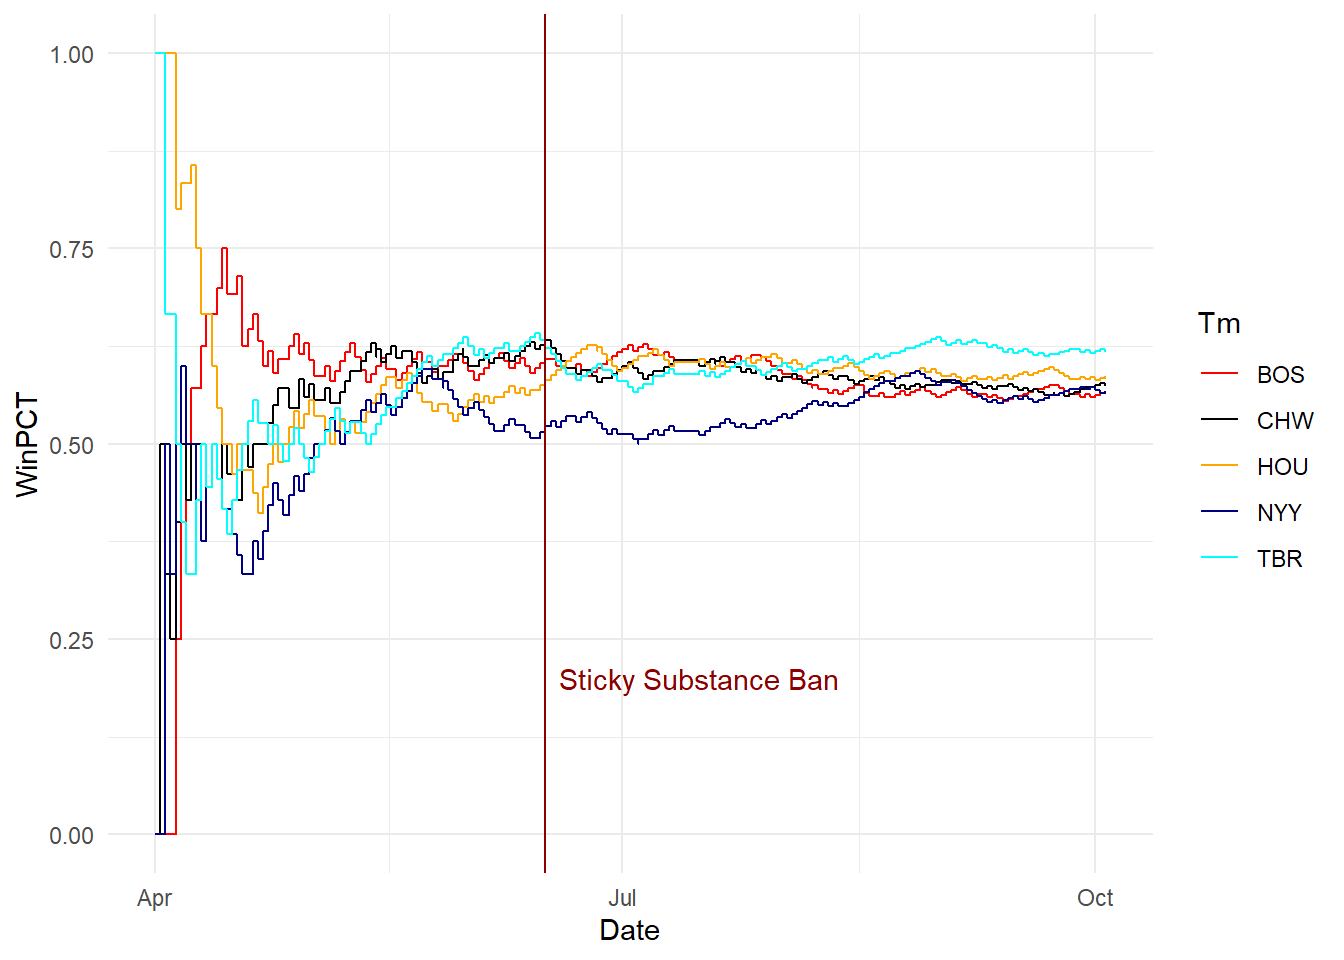 1.00
0.75
0.50
0.25
0.00
WinPCT
Sticky Substance Ban
Apr
Jul
Oct
Date
Tm
BOS
CHW
HOU
NYY
TBR